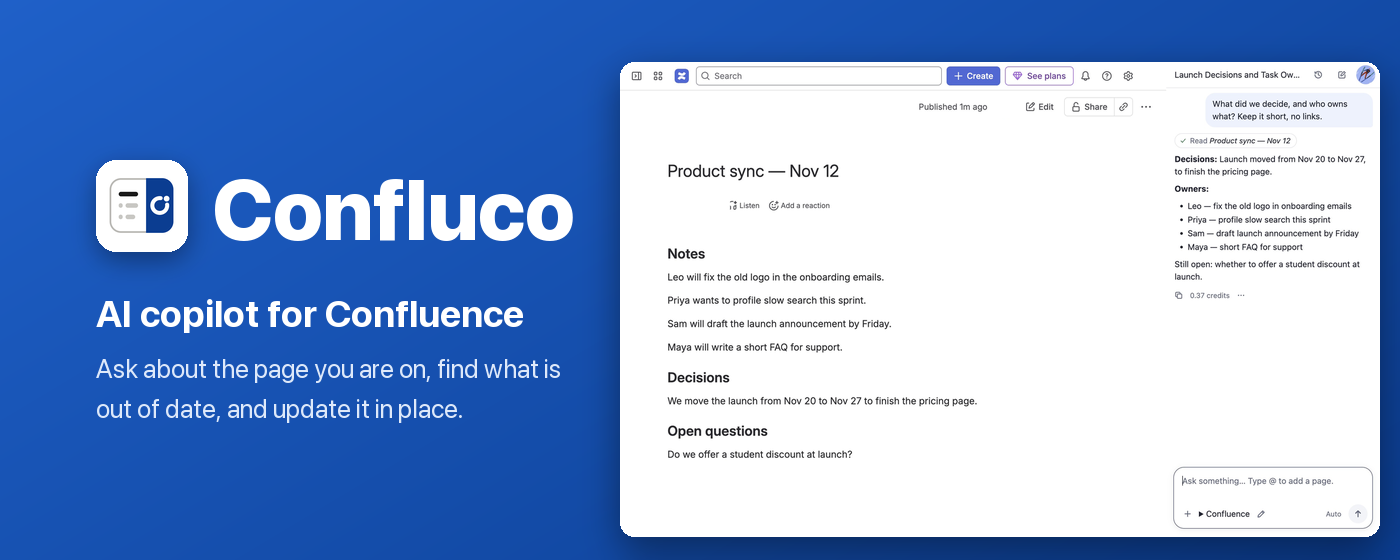 Confluco
AI copilot for Confluence
Ask about the page you are on, find what is
out of date, and update it in place.
Search
Create
See plans
Published 1m ago
Edit
Share
Product sync — Nov 12
Listen
Add a reaction
Notes
Leo will fix the old logo in the onboarding emails.
Priya wants to profile slow search this sprint.
Sam will draft the launch announcement by Friday.
Maya will write a short FAQ for support.
Decisions
We move the launch from Nov 20 to Nov 27 to finish the pricing page.
Open questions
Do we offer a student discount at launch?
Launch Decisions and Task Ow...
What did we decide, and who owns
what? Keep it short, no links.
Read Product sync — Nov 12
Decisions: Launch moved from Nov 20 to Nov 27,
to finish the pricing page.
Owners:
• Leo — fix the old logo in onboarding emails
• Priya — profile slow search this sprint
• Sam — draft launch announcement by Friday
• Maya — short FAQ for support
Still open: whether to offer a student discount at
launch.
0.37 credits
Ask something... Type @ to add a page.
Confluence
Auto